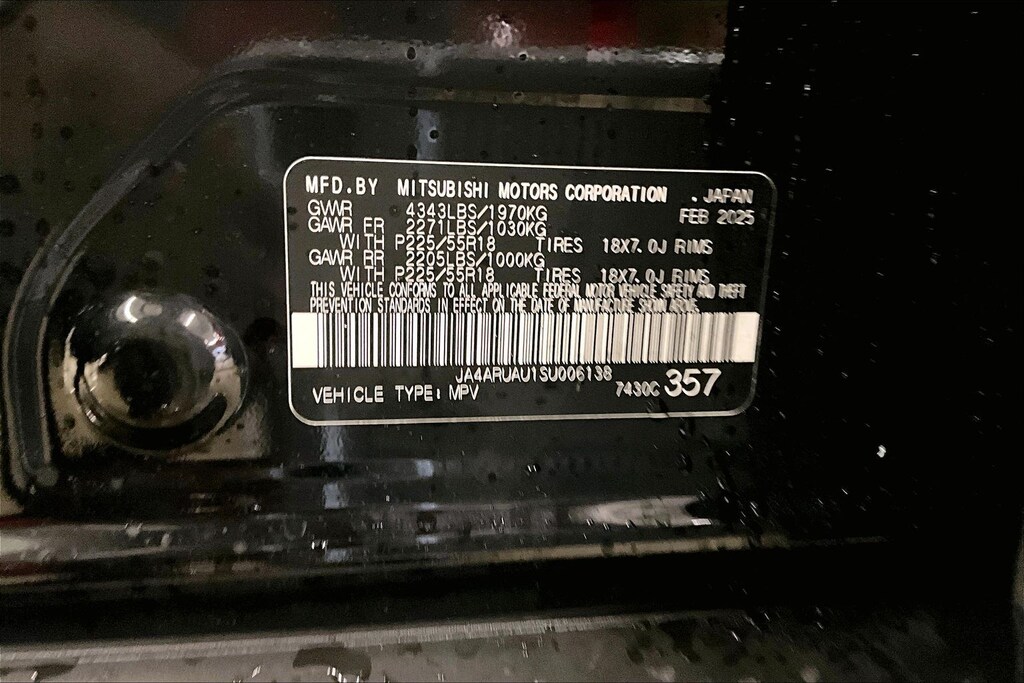 MFD.BY MITSUBISHI MOTORS CORPORATION .JAPAN
GVWR 4343LBS/1970KG FEB 2025
GAWR FR 2271LBS/1030KG
WITH P225/55R18 TIRES 18X7.0J RIMS
GAWR RR 2205LBS/1000KG
WITH P225/55R18 TIRES 18X7.0J RIMS
THIS VEHICLE CONFORMS TO ALL APPLICABLE FEDERAL MOTOR VEHICLE SAFETY AND THEFT
PREVENTION STANDARDS IN EFFECT ON THE DATE OF MANUFACTURE SHOWN ABOVE.
JA4ARUAU1SU006138
VEHICLE TYPE: MPV 7430C 357